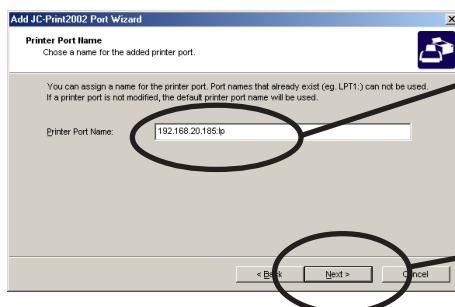 Add JC-Print2002 Port Wizard
Printer Port Name
Chose a name for the added printer port.
You can assign a name for the printer port. Port names that already exist (eg. LPT1:) can not be used.
If a printer port is not modified, the default printer port name will be used.
Printer Port Name:
192.168.20.185:lp
< Back
Next >
Cancel